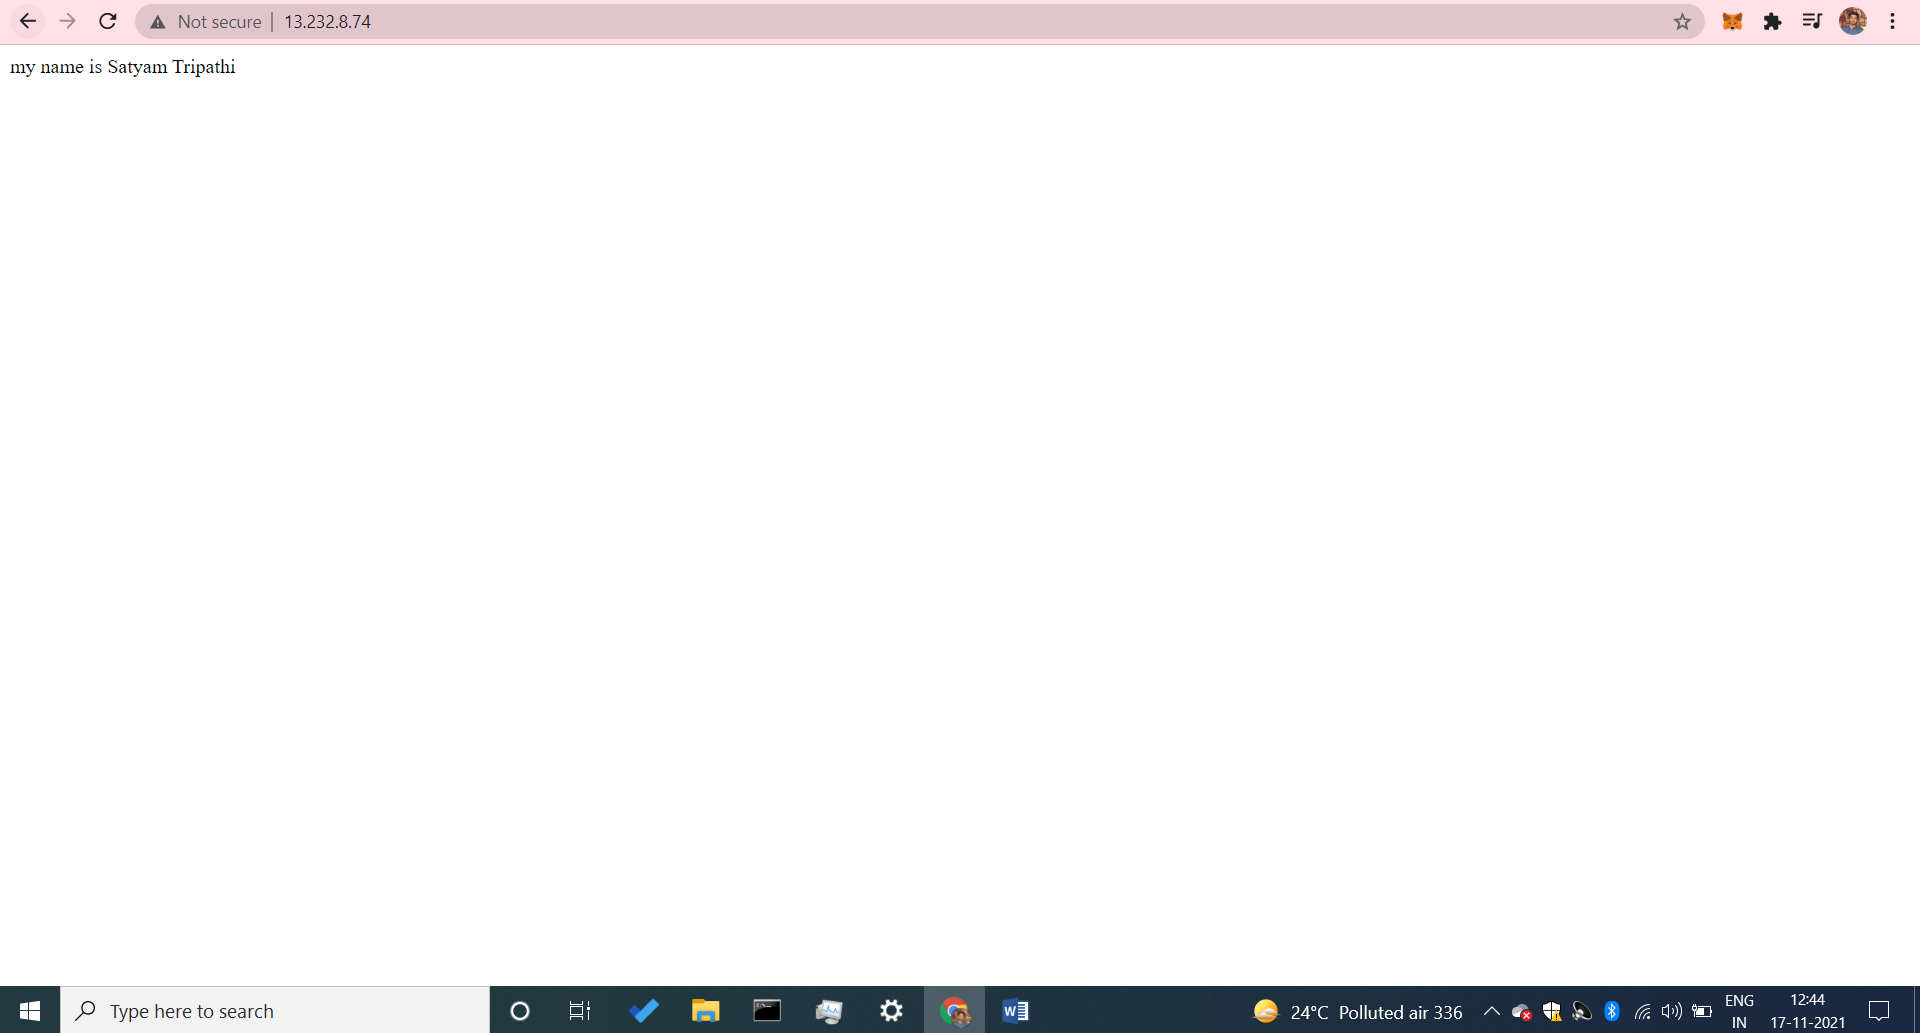 Not secure | 13.232.8.74
my name is Satyam Tripathi
Type here to search
24°C Polluted air 336
ENG
IN
12:44
17-11-2021